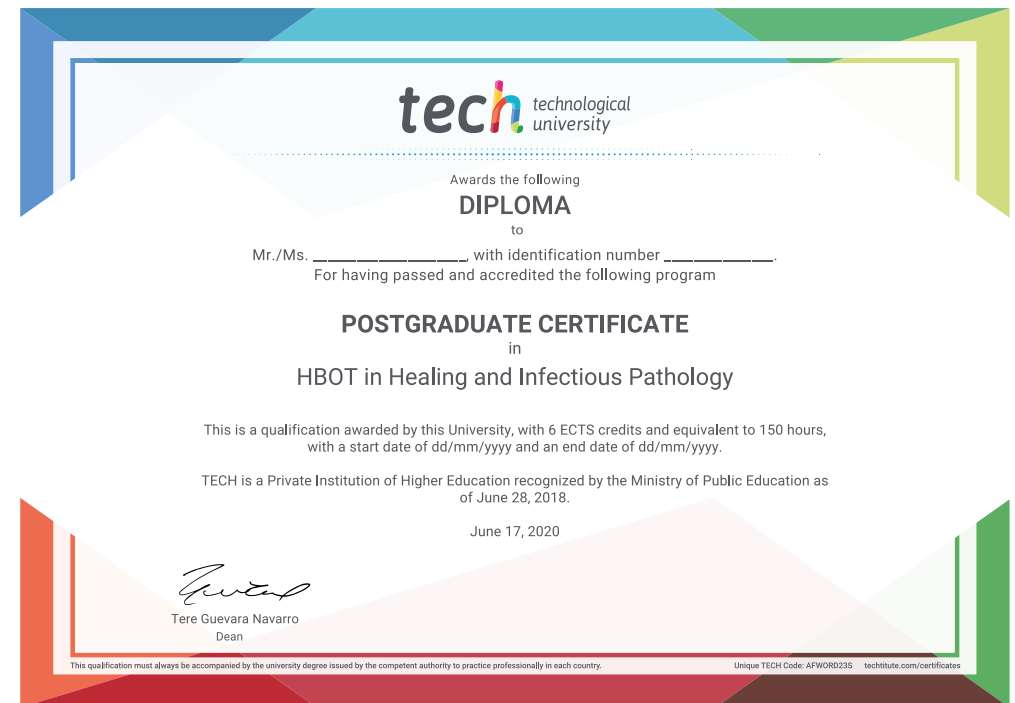 tech technological
university
Awards the following
DIPLOMA
to
Mr./Ms. ____________________, with identification number ______________.
For having passed and accredited the following program
POSTGRADUATE CERTIFICATE
in
HBOT in Healing and Infectious Pathology
This is a qualification awarded by this University, with 6 ECTS credits and equivalent to 150 hours,
with a start date of dd/mm/yyyy and an end date of dd/mm/yyyy.
TECH is a Private Institution of Higher Education recognized by the Ministry of Public Education as
of June 28, 2018.
June 17, 2020
Tere Guevara Navarro
Dean
This qualification must always be accompanied by the university degree issued by the competent authority to practice professionally in each country.
Unique TECH Code: AFWORD23S techtitute.com/certificates